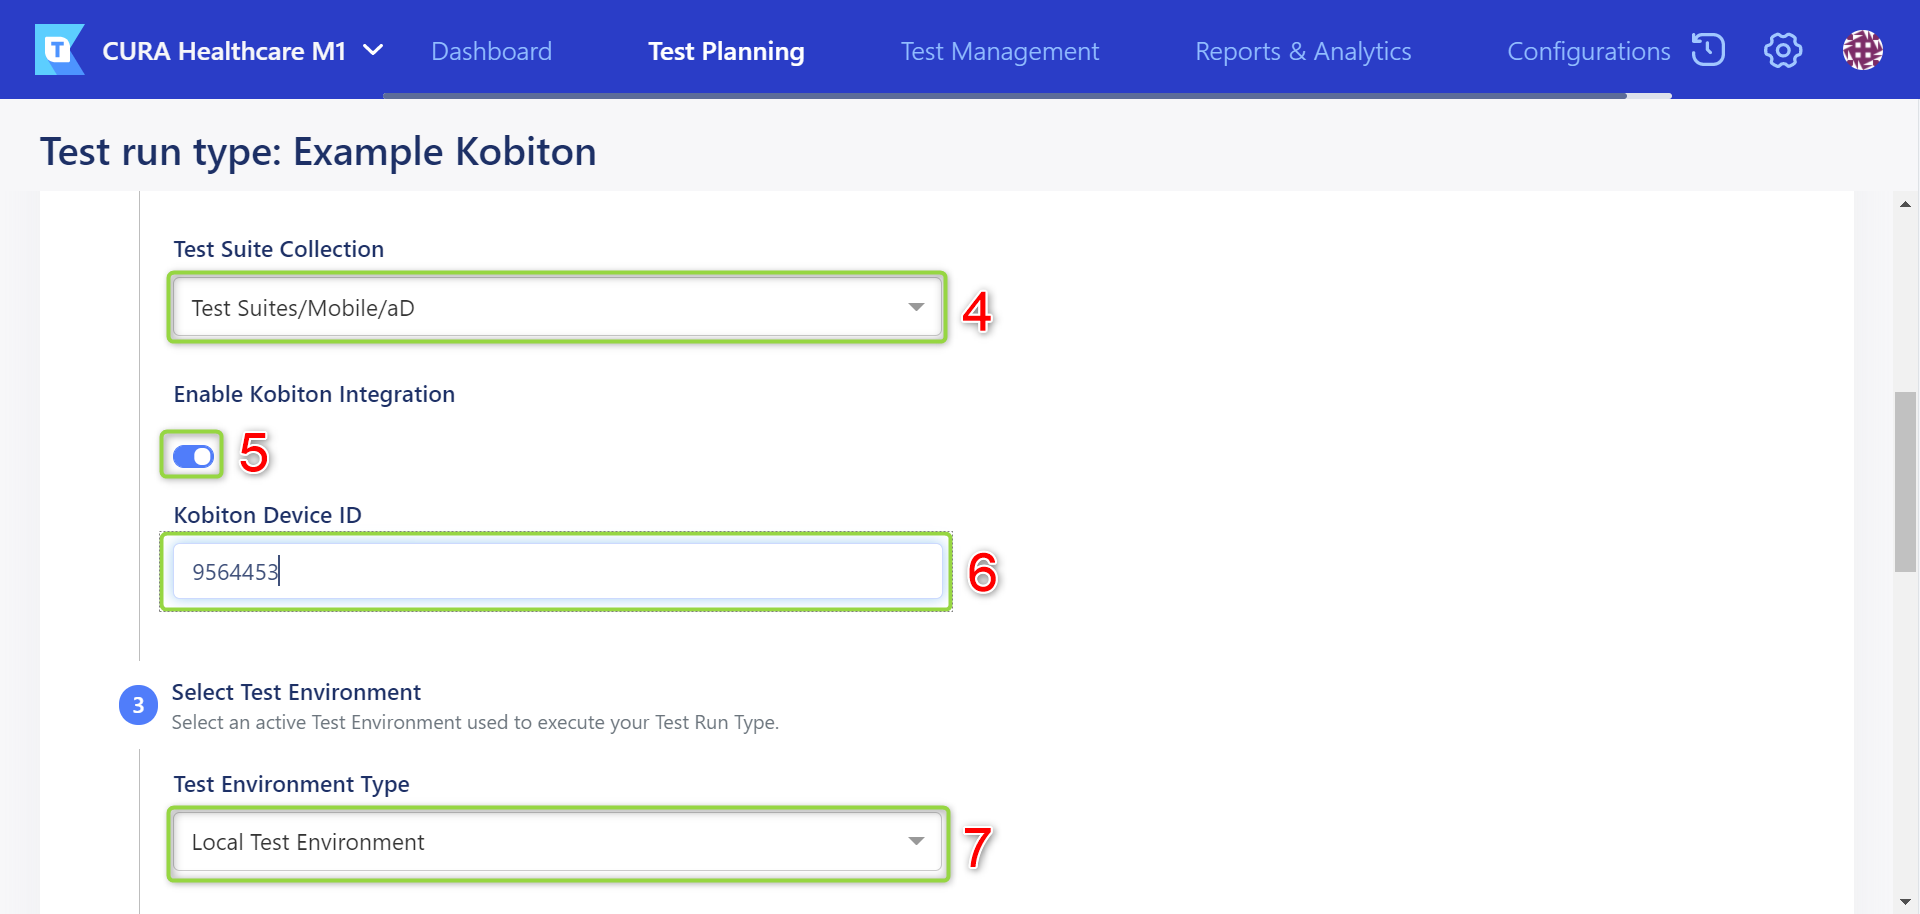 T
CURA Healthcare M1
Dashboard
Test Planning
Test Management
Reports & Analytics
Configurations
Test run type: Example Kobiton
Test Suite Collection
Test Suites/Mobile/aD
4
Enable Kobiton Integration
5
Kobiton Device ID
9564453
6
3
Select Test Environment
Select an active Test Environment used to execute your Test Run Type.
Test Environment Type
Local Test Environment
7